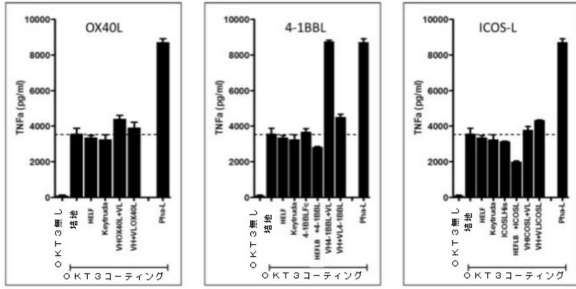 OX40L
TNFa (pg/ml)
10000
8000
6000
4000
2000
0
OKT3無し
培地
HELF
Keytruda
VHOX40L+VL
VH+VLOX40L
Pha-L
OKT3コーティング
4-1BBL
TNFa (pg/ml)
10000
8000
6000
4000
2000
0
OKT3無し
培地
HELF
Keytruda
4-1BBLFc
HEFLB +4-1BBL
VH4-1BBL+VL
VH+VL4-1BBL
Pha-L
OKT3コーティング
ICOS-L
TNFa (pg/ml)
10000
8000
6000
4000
2000
0
OKT3無し
培地
HELF
Keytruda
ICOSLHis
HEFLB +ICOSL
VHICOSL+VL
VH+VLICOSL
Pha-L
OKT3コーティング